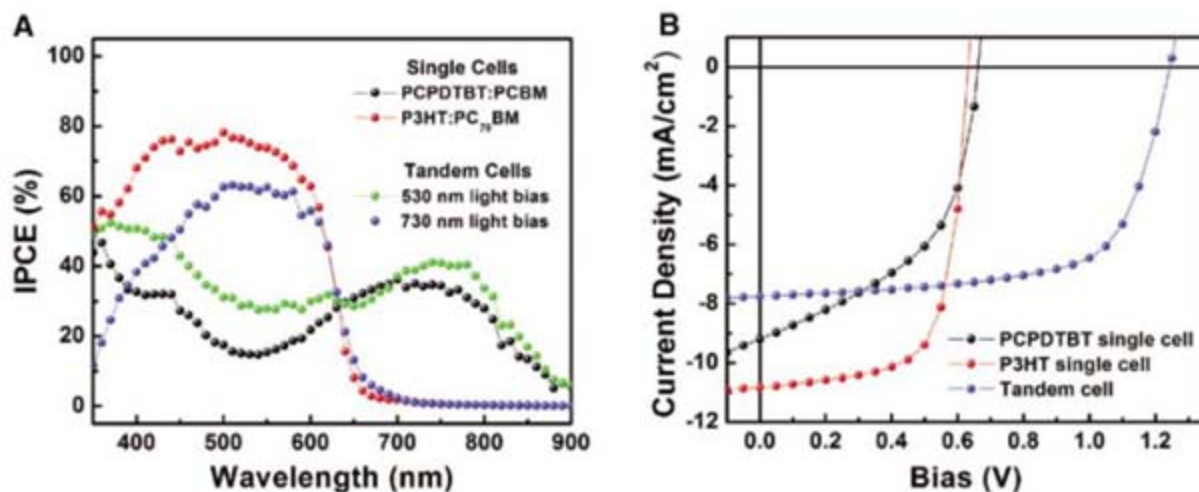 A
IPCE (%)
100
80
60
40
20
0
Single Cells
PCPDTBT:PCBM
P3HT:PC₇₀BM
Tandem Cells
530 nm light bias
730 nm light bias
400 500 600 700 800 900
Wavelength (nm)
B
Current Density (mA/cm²)
0
-2
-4
-6
-8
-10
-12
PCPDTBT single cell
P3HT single cell
Tandem cell
0.0 0.2 0.4 0.6 0.8 1.0 1.2
Bias (V)